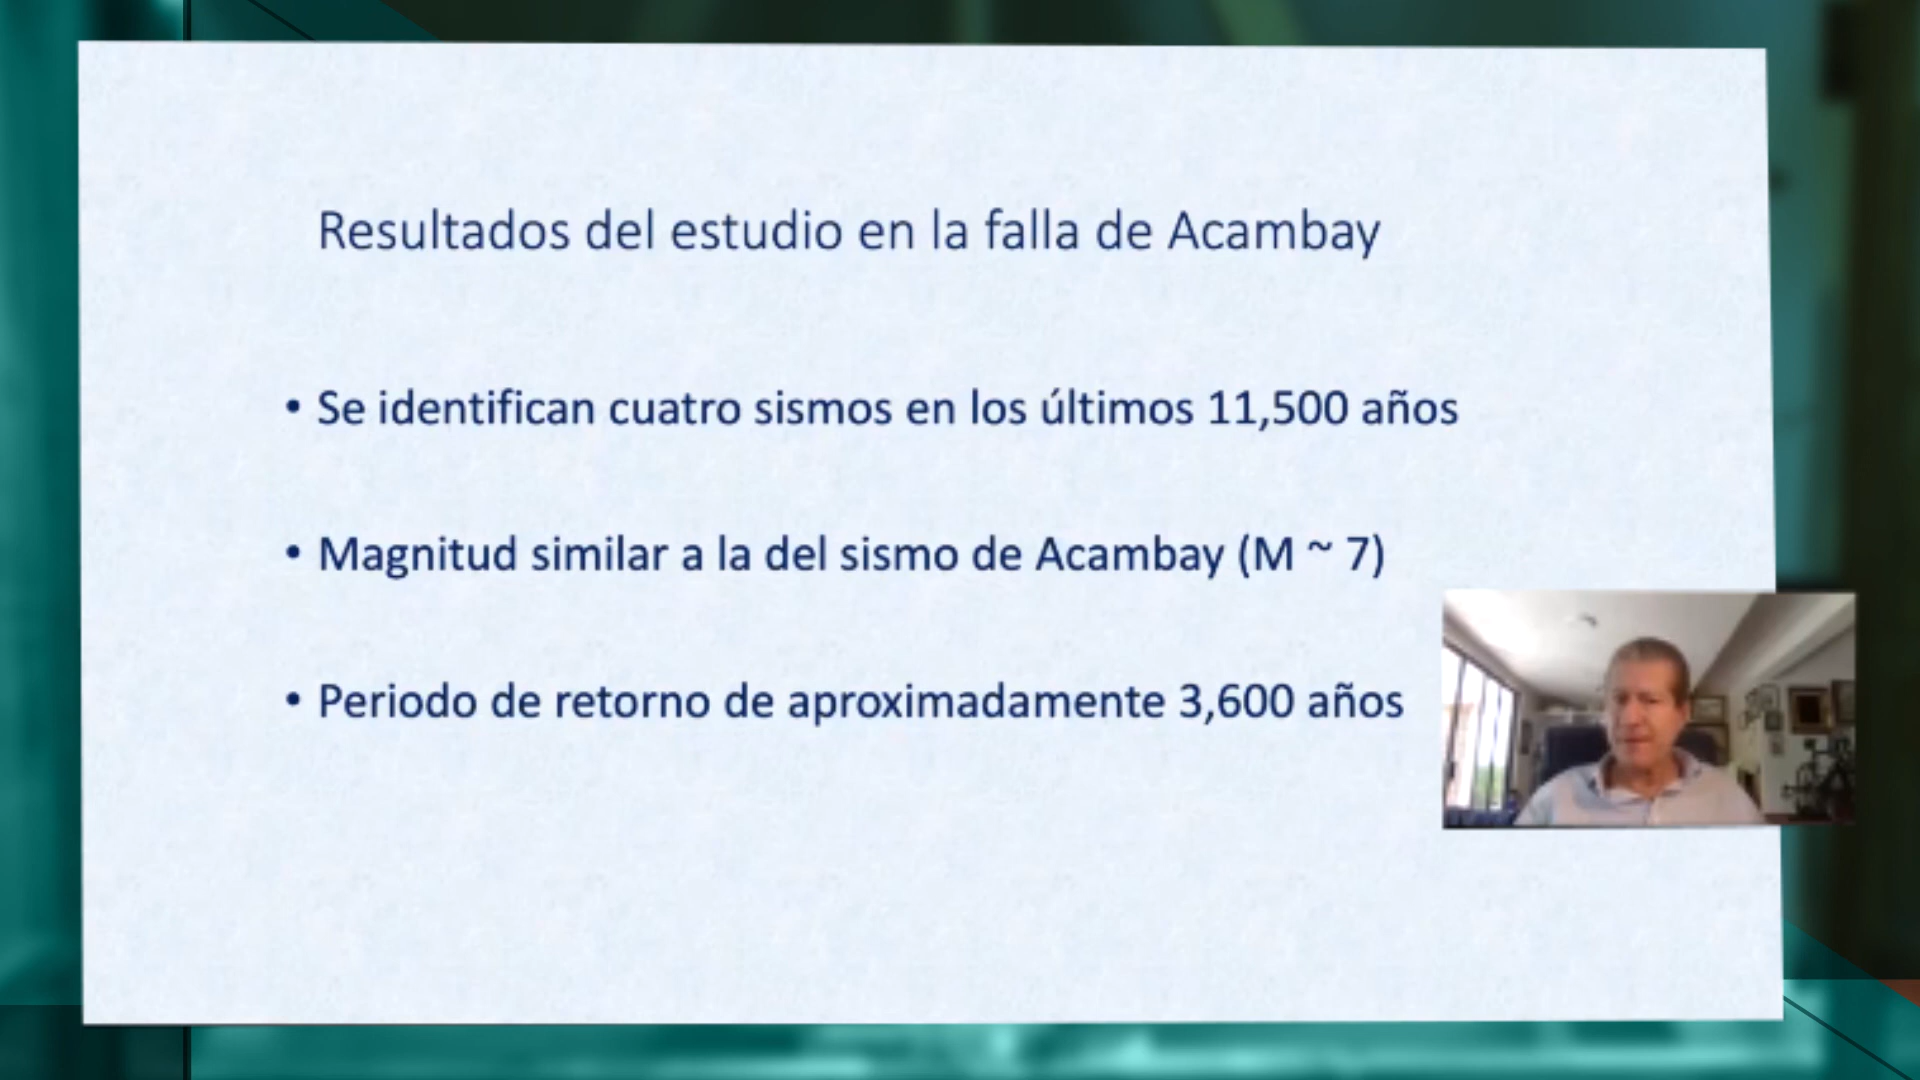 Resultados del estudio en la falla de Acambay
• Se identifican cuatro sismos en los últimos 11,500 años
• Magnitud similar a la del sismo de Acambay (M ~ 7)
• Periodo de retorno de aproximadamente 3,600 años